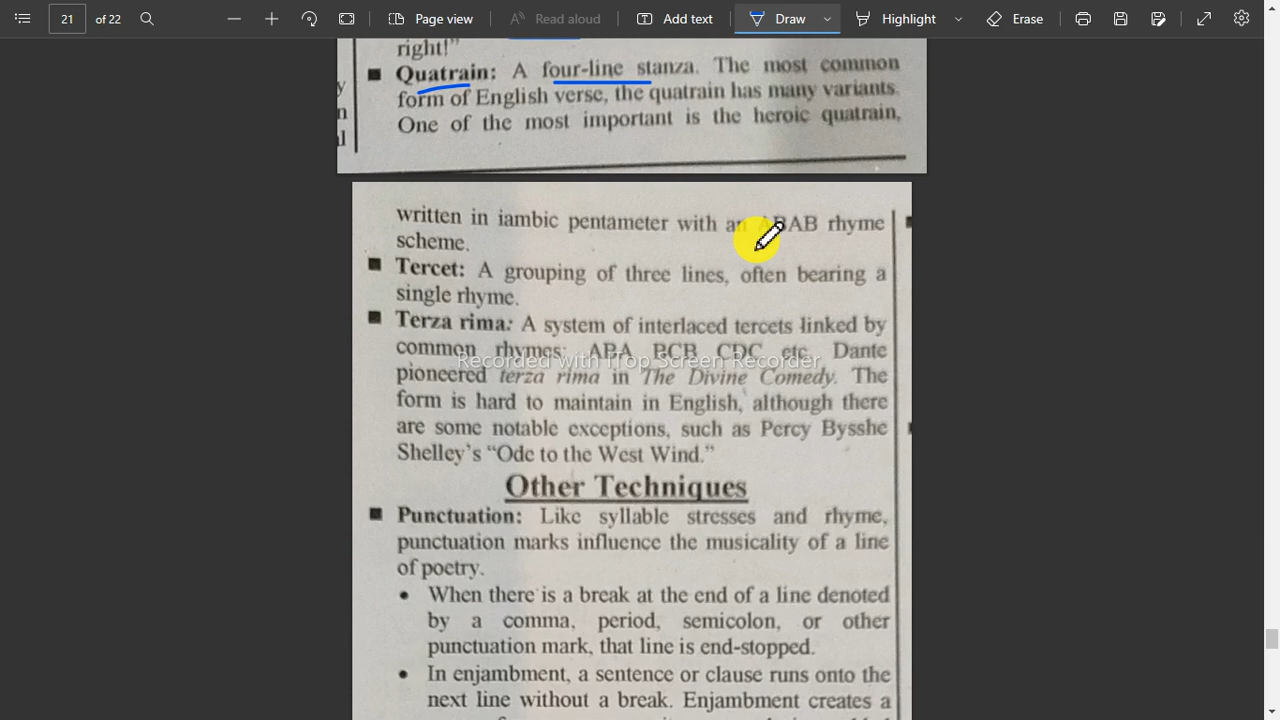 21 of 22 Page view Read aloud Add text Draw Highlight Erase
right!”
Quatrain: A four-line stanza. The most common
form of English verse, the quatrain has many variants.
One of the most important is the heroic quatrain,
written in iambic pentameter with an ABAB rhyme
scheme.
Tercet: A grouping of three lines, often bearing a
single rhyme.
Terza rima: A system of interlaced tercets linked by
common rhymes: ABA BCB CDC etc. Dante
Recorded with iTop Screen Recorder
pioneered terza rima in The Divine Comedy. The
form is hard to maintain in English, although there
are some notable exceptions, such as Percy Bysshe
Shelley’s “Ode to the West Wind.”
Other Techniques
Punctuation: Like syllable stresses and rhyme,
punctuation marks influence the musicality of a line
of poetry.
When there is a break at the end of a line denoted
by a comma, period, semicolon, or other
punctuation mark, that line is end-stopped.
In enjambment, a sentence or clause runs onto the
next line without a break. Enjambment creates a